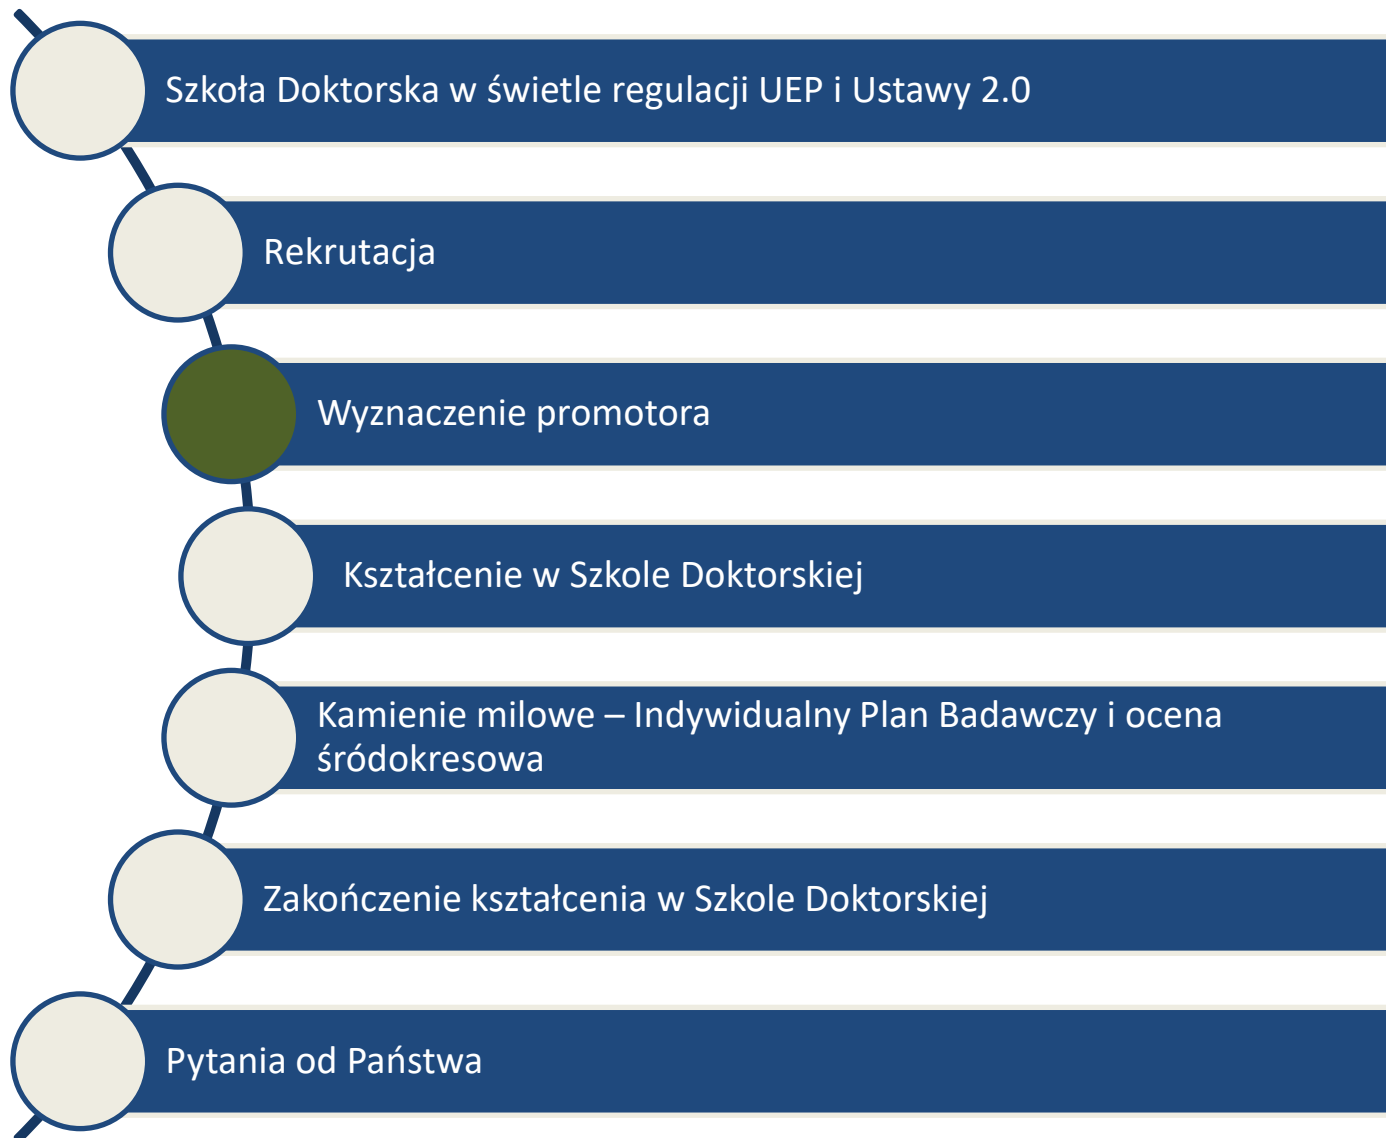 Szkoła Doktorska w świetle regulacji UEP i Ustawy 2.0
Rekrutacja
Wyznaczenie promotora
Kształcenie w Szkole Doktorskiej
Kamienie milowe – Indywidualny Plan Badawczy i ocena
śródokresowa
Zakończenie kształcenia w Szkole Doktorskiej
Pytania od Państwa